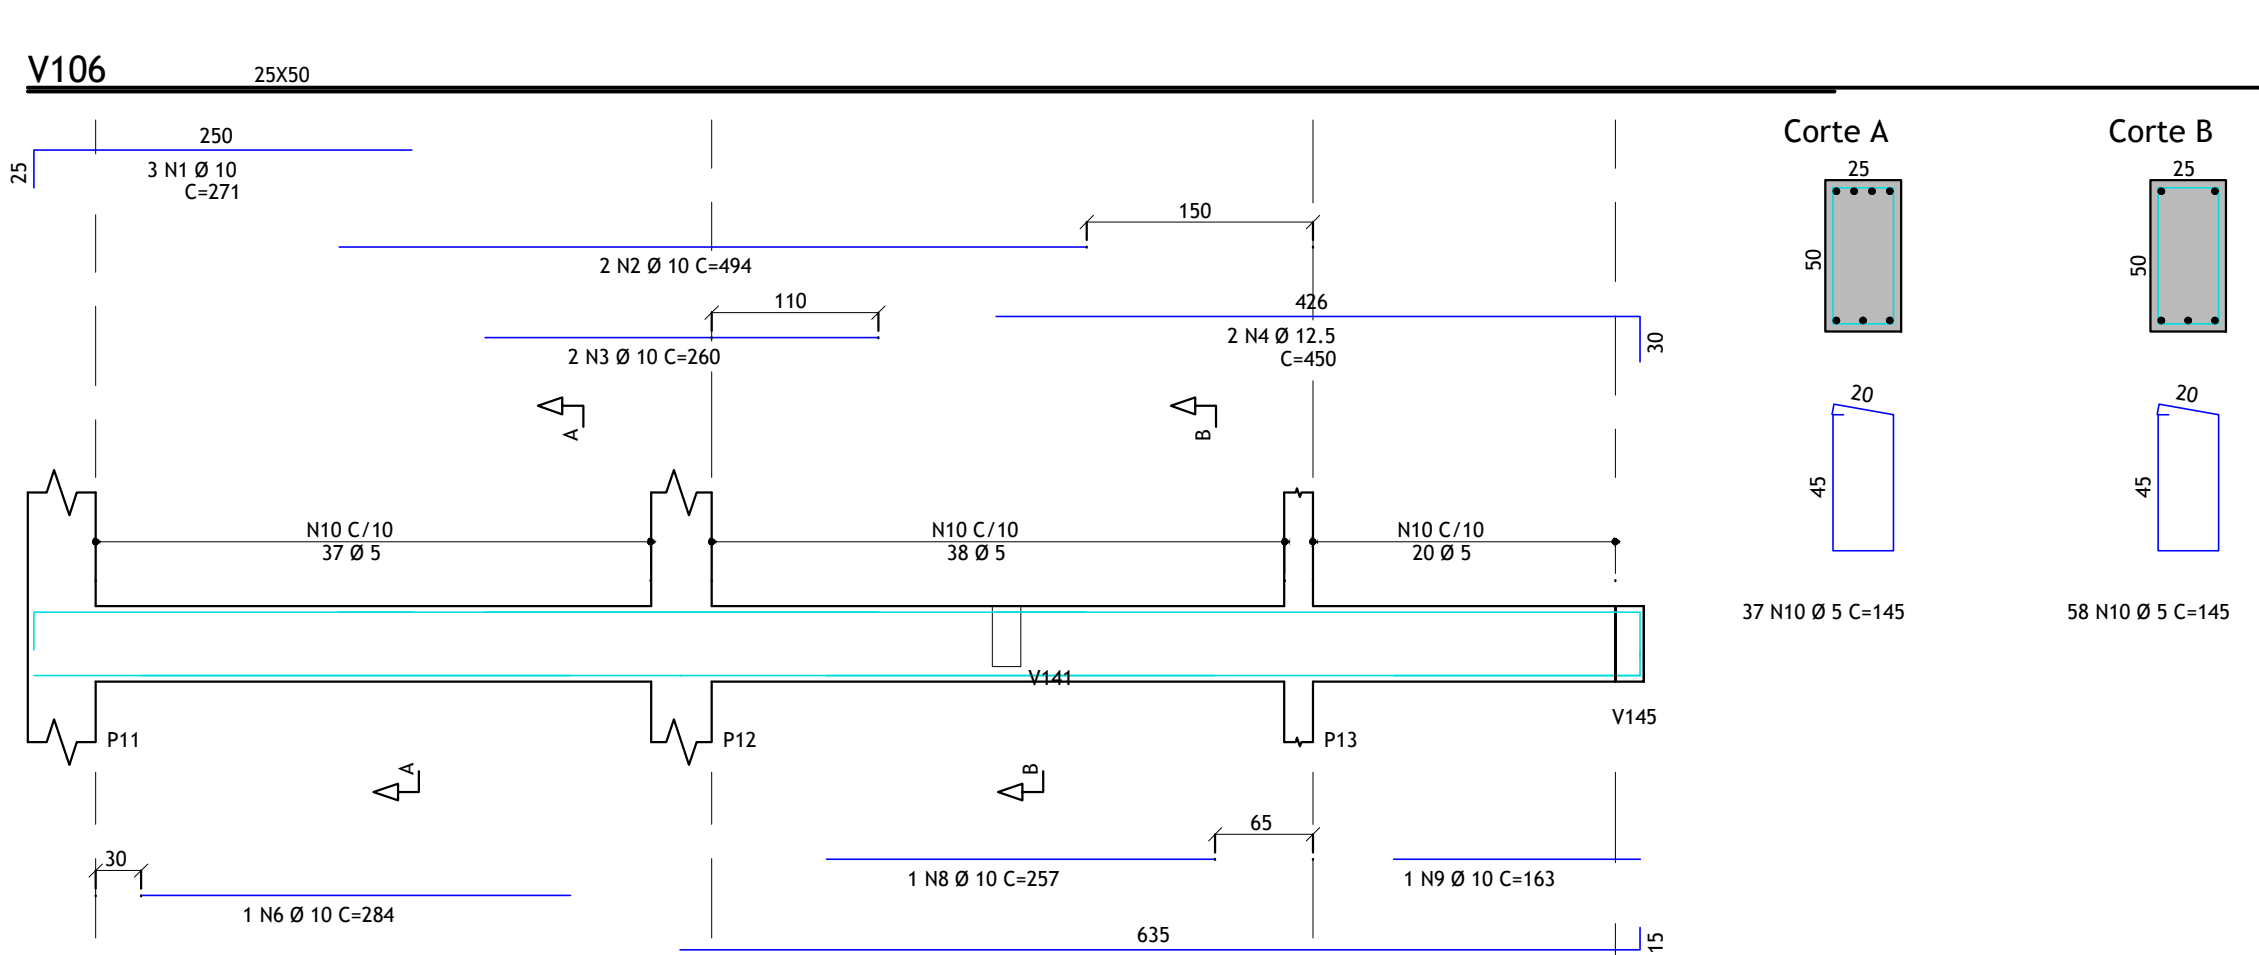 V106
25X50
250
25
3 N1 Ø 10
C=271
150
2 N2 Ø 10 C=494
110
2 N3 Ø 10 C=260
426
2 N4 Ø 12.5
C=450
30
A
B
N10 C/10
37 Ø 5
N10 C/10
38 Ø 5
N10 C/10
20 Ø 5
V141
V145
P11
P12
P13
A
B
65
30
1 N8 Ø 10 C=257
1 N9 Ø 10 C=163
1 N6 Ø 10 C=284
635
15
Corte A
25
50
20
45
37 N10 Ø 5 C=145
Corte B
25
50
20
45
58 N10 Ø 5 C=145